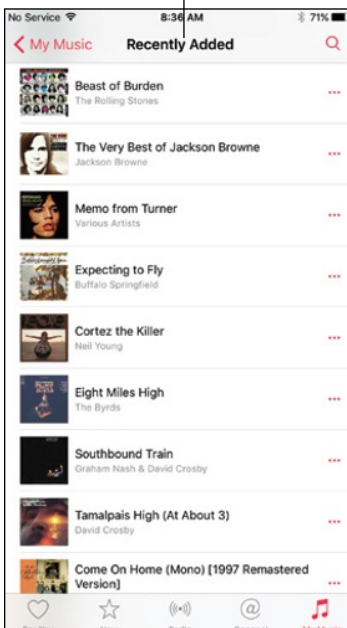 No Service 8:36 AM 71%
My Music Recently Added
Beast of Burden
The Rolling Stones
The Very Best of Jackson Browne
Jackson Browne
Memo from Turner
Various Artists
Expecting to Fly
Buffalo Springfield
Cortez the Killer
Neil Young
Eight Miles High
The Byrds
Southbound Train
Graham Nash & David Crosby
Tamalpais High (At About 3)
David Crosby
Come On Home (Mono) [1997 Remastered
Version]